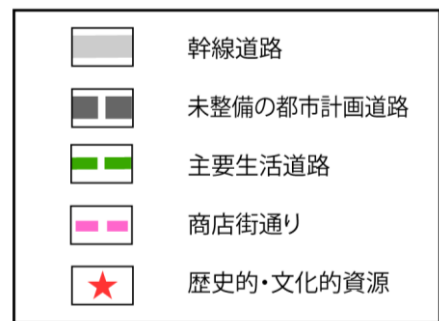 幹線道路
未整備の都市計画道路
主要生活道路
商店街通り
歴史的・文化的資源